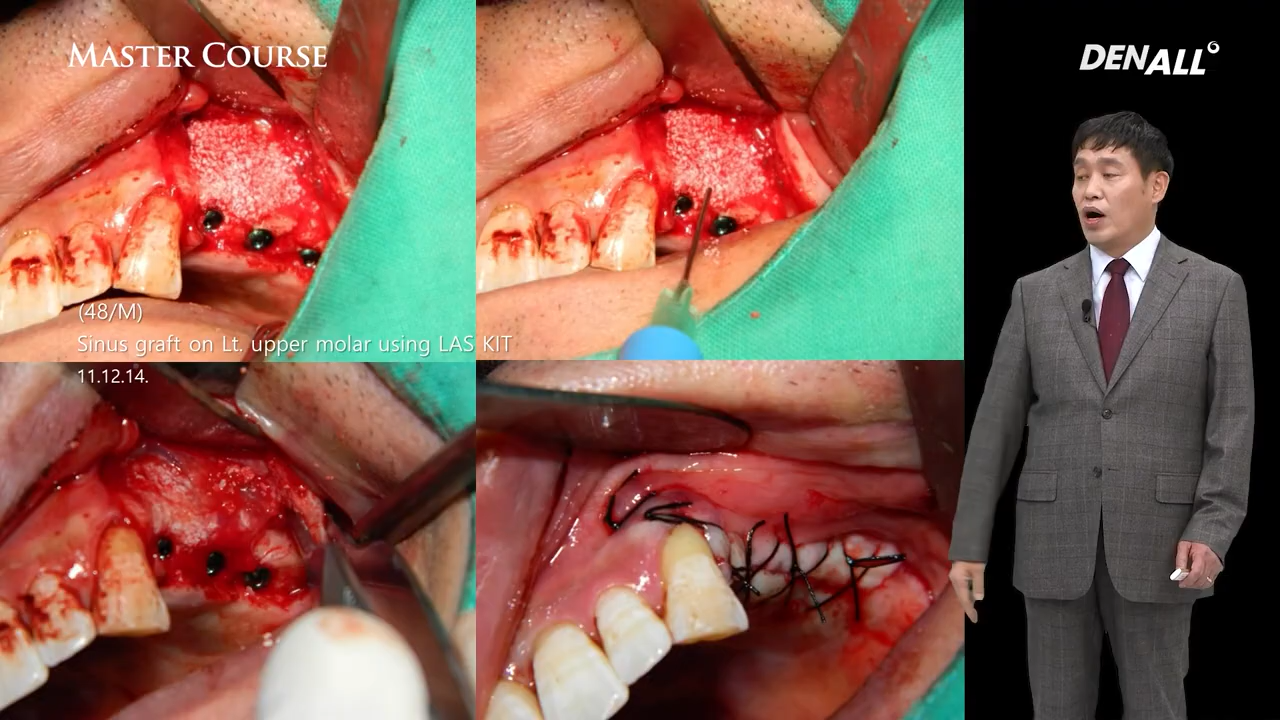 MASTER COURSE
DENALL
(48/M)
Sinus graft on Lt. upper molar using LAS KIT
11.12.14.